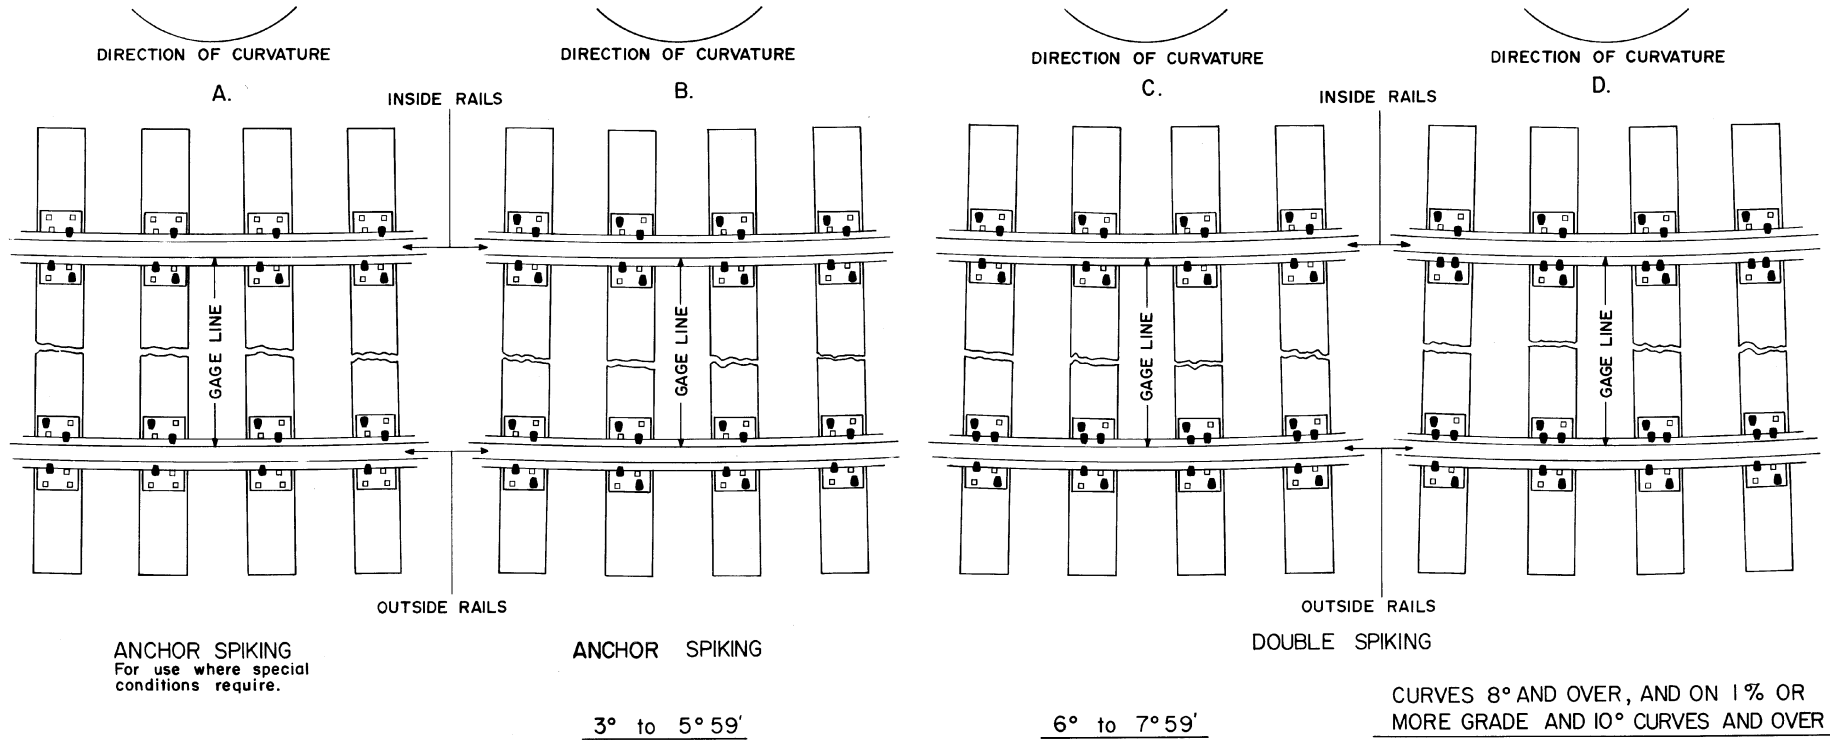 DIRECTION OF CURVATURE
A.
DIRECTION OF CURVATURE
B.
DIRECTION OF CURVATURE
C.
DIRECTION OF CURVATURE
D.
INSIDE RAILS
INSIDE RAILS
GAGE LINE
GAGE LINE
GAGE LINE
GAGE LINE
OUTSIDE RAILS
OUTSIDE RAILS
ANCHOR SPIKING
For use where special
conditions require.
ANCHOR SPIKING
3° to 5°59'
DOUBLE SPIKING
6° to 7°59'
CURVES 8° AND OVER, AND ON 1% OR
MORE GRADE AND 10° CURVES AND OVER